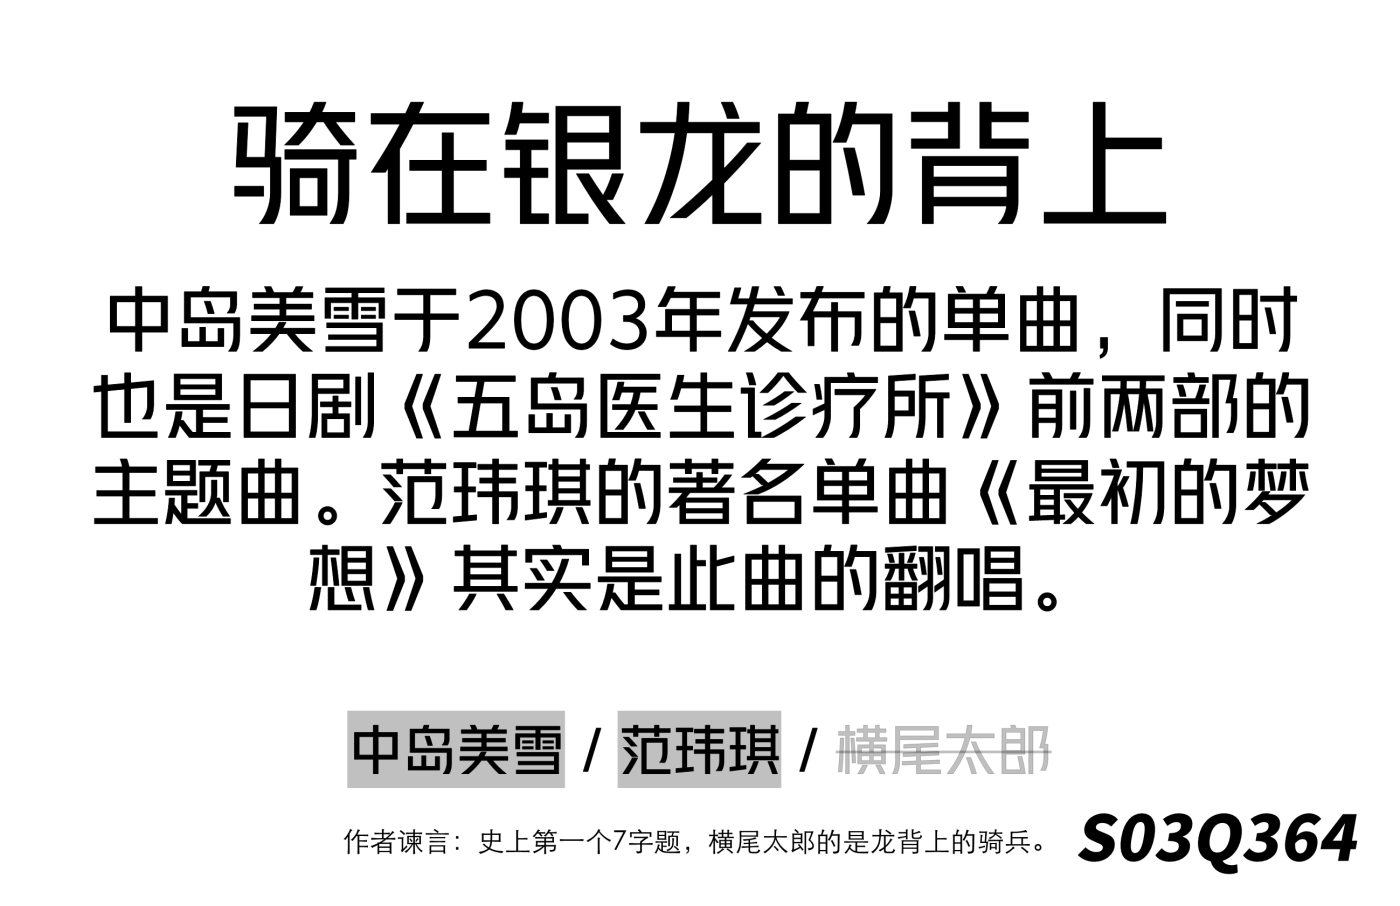 骑在银龙的背上
中岛美雪于2003年发布的单曲，同时
也是日剧《五岛医生诊疗所》前两部的
主题曲。范玮琪的著名单曲《最初的梦
想》其实是此曲的翻唱。
中岛美雪 / 范玮琪 / 横尾太郎
作者谏言：史上第一个7字题，横尾太郎的是龙背上的骑兵。
S03Q364